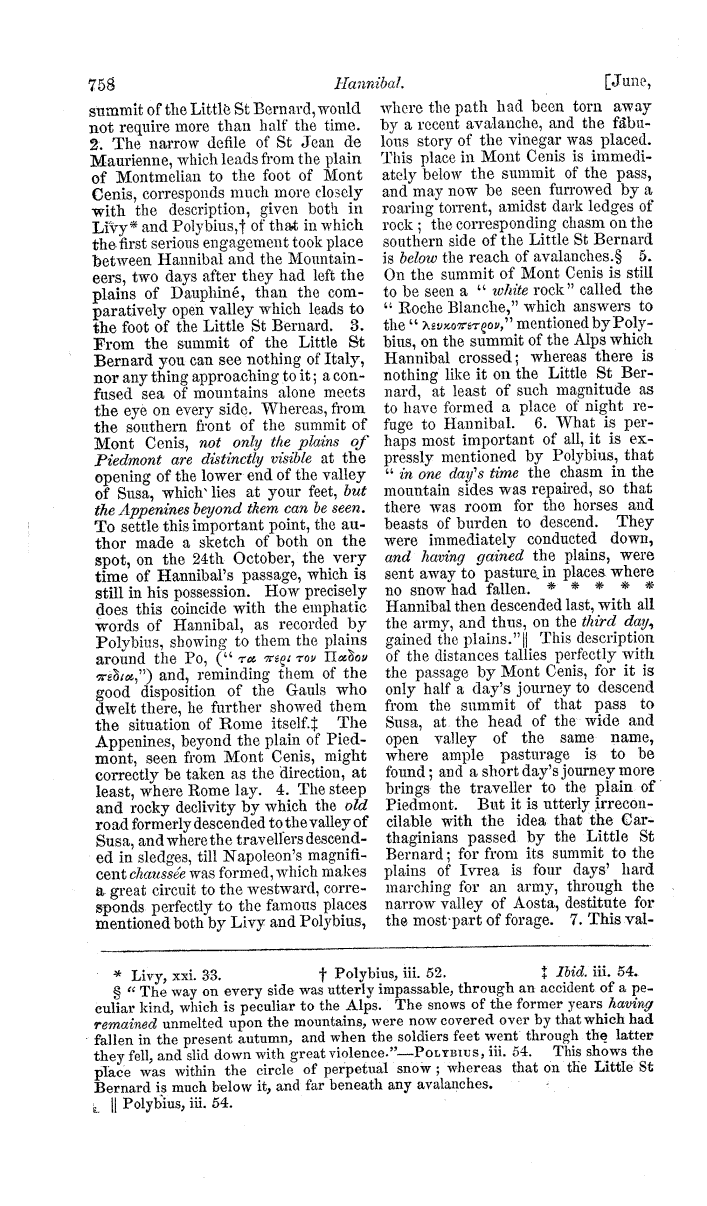 758
Hannibal.
[June,
summit of the Little St Bernard, would
not require more than half the time.
2. The narrow defile of St Jean de
Maurienne, which leads from the plain
of Montmelian to the foot of Mont
Cenis, corresponds much more closely
with the description, given both in
Livy* and Polybius,† of that in which
the first serious engagement took place
between Hannibal and the Mountain-
eers, two days after they had left the
plains of Dauphiné, than the com-
paratively open valley which leads to
the foot of the Little St Bernard. 3.
From the summit of the Little St
Bernard you can see nothing of Italy,
nor any thing approaching to it; a con-
fused sea of mountains alone meets
the eye on every side. Whereas, from
the southern front of the summit of
Mont Cenis, not only the plains of
Piedmont are distinctly visible at the
opening of the lower end of the valley
of Susa, which lies at your feet, but
the Appenines beyond them can be seen.
To settle this important point, the au-
thor made a sketch of both on the
spot, on the 24th October, the very
time of Hannibal's passage, which is
still in his possession. How precisely
does this coincide with the emphatic
words of Hannibal, as recorded by
Polybius, showing to them the plains
around the Po, (“ τα περι τον Παδον
πεδια,”) and, reminding them of the
good disposition of the Gauls who
dwelt there, he further showed them
the situation of Rome itself.‡ The
Appenines, beyond the plain of Pied-
mont, seen from Mont Cenis, might
correctly be taken as the direction, at
least, where Rome lay. 4. The steep
and rocky declivity by which the old
road formerly descended to the valley of
Susa, and where the travellers descend-
ed in sledges, till Napoleon's magnifi-
cent chaussée was formed, which makes
a great circuit to the westward, corre-
sponds perfectly to the famous places
mentioned both by Livy and Polybius,
where the path had been torn away
by a recent avalanche, and the fabu-
lous story of the vinegar was placed.
This place in Mont Cenis is immedi-
ately below the summit of the pass,
and may now be seen furrowed by a
roaring torrent, amidst dark ledges of
rock; the corresponding chasm on the
southern side of the Little St Bernard
is below the reach of avalanches.§ 5.
On the summit of Mont Cenis is still
to be seen a “ white rock” called the
“ Roche Blanche,” which answers to
the “ λευκοπετρον,” mentioned by Poly-
bius, on the summit of the Alps which
Hannibal crossed; whereas there is
nothing like it on the Little St Ber-
nard, at least of such magnitude as
to have formed a place of night re-
fuge to Hannibal. 6. What is per-
haps most important of all, it is ex-
pressly mentioned by Polybius, that
“ in one day's time the chasm in the
mountain sides was repaired, so that
there was room for the horses and
beasts of burden to descend. They
were immediately conducted down,
and having gained the plains, were
sent away to pasture in places where
no snow had fallen. * * * * *
Hannibal then descended last, with all
the army, and thus, on the third day,
gained the plains.”‖ This description
of the distances tallies perfectly with
the passage by Mont Cenis, for it is
only half a day's journey to descend
from the summit of that pass to
Susa, at the head of the wide and
open valley of the same name,
where ample pasturage is to be
found; and a short day's journey more
brings the traveller to the plain of
Piedmont. But it is utterly irrecon-
cilable with the idea that the Car-
thaginians passed by the Little St
Bernard; for from its summit to the
plains of Ivrea is four days' hard
marching for an army, through the
narrow valley of Aosta, destitute for
the most part of forage. 7. This val-
* Livy, xxi. 33. † Polybius, iii. 52. ‡ Ibid. iii. 54.
§ “ The way on every side was utterly impassable, through an accident of a pe-
culiar kind, which is peculiar to the Alps. The snows of the former years having
remained unmelted upon the mountains, were now covered over by that which had
fallen in the present autumn, and when the soldiers feet went through the latter
they fell, and slid down with great violence.”—POLYBIUS, iii. 54. This shows the
place was within the circle of perpetual snow; whereas that on the Little St
Bernard is much below it, and far beneath any avalanches.
‖ Polybius, iii. 54.